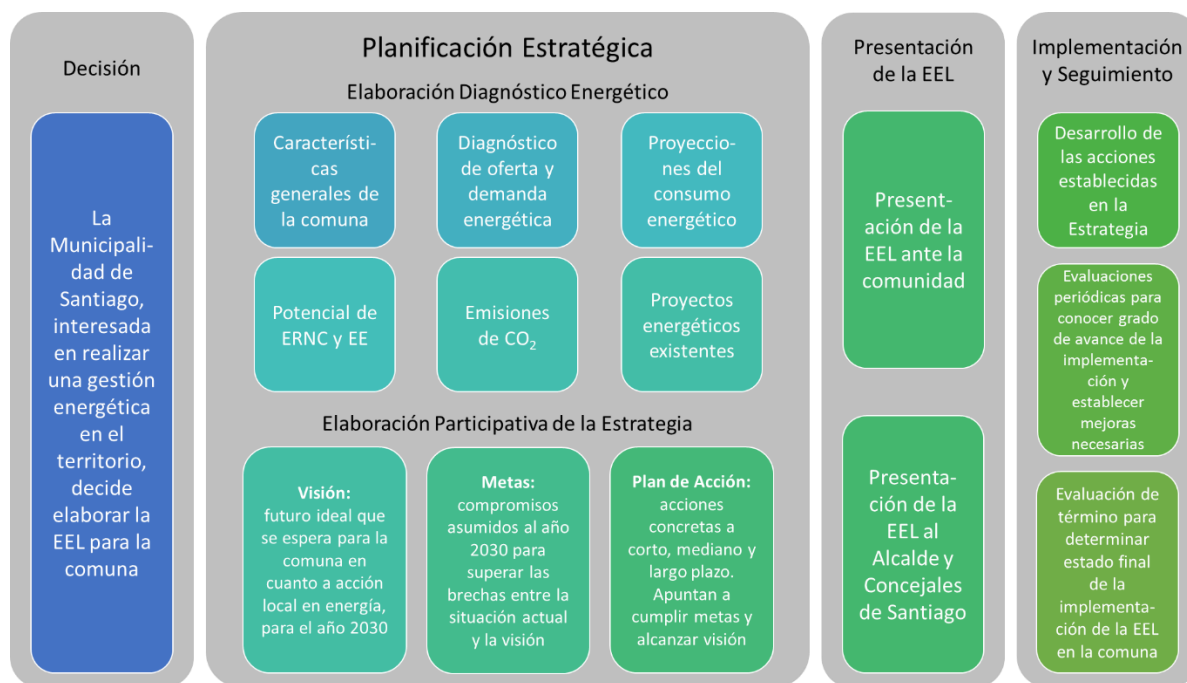 Decisión
La
Municipali-
dad de
Santiago,
interesada
en realizar
una gestión
energética
en el
territorio,
decide
elaborar la
EEL para la
comuna
Planificación Estratégica
Elaboración Diagnóstico Energético
Característi-
cas
generales de
la comuna
Diagnóstico
de oferta y
demanda
energética
Proyeccio-
nes del
consumo
energético
Potencial de
ERNC y EE
Emisiones
de CO₂
Proyectos
energéticos
existentes
Elaboración Participativa de la Estrategia
Visión:
futuro ideal que
se espera para la
comuna en
cuanto a acción
local en energía,
para el año 2030
Metas:
compromisos
asumidos al año
2030 para
superar las
brechas entre la
situación actual
y la visión
Plan de Acción:
acciones
concretas a
corto, mediano y
largo plazo.
Apuntan a
cumplir metas y
alcanzar visión
Presentación
de la EEL
Present-
ación de la
EEL ante la
comunidad
Presenta-
ción de la
EEL al
Alcalde y
Concejales
de Santiago
Implementación
y Seguimiento
Desarrollo de
las acciones
establecidas
en la
Estrategia
Evaluaciones
periódicas para
conocer grado
de avance de la
implementa-
ción y
establecer
mejoras
necesarias
Evaluación de
término para
determinar
estado final
de la
implementa-
ción de la EEL
en la comuna